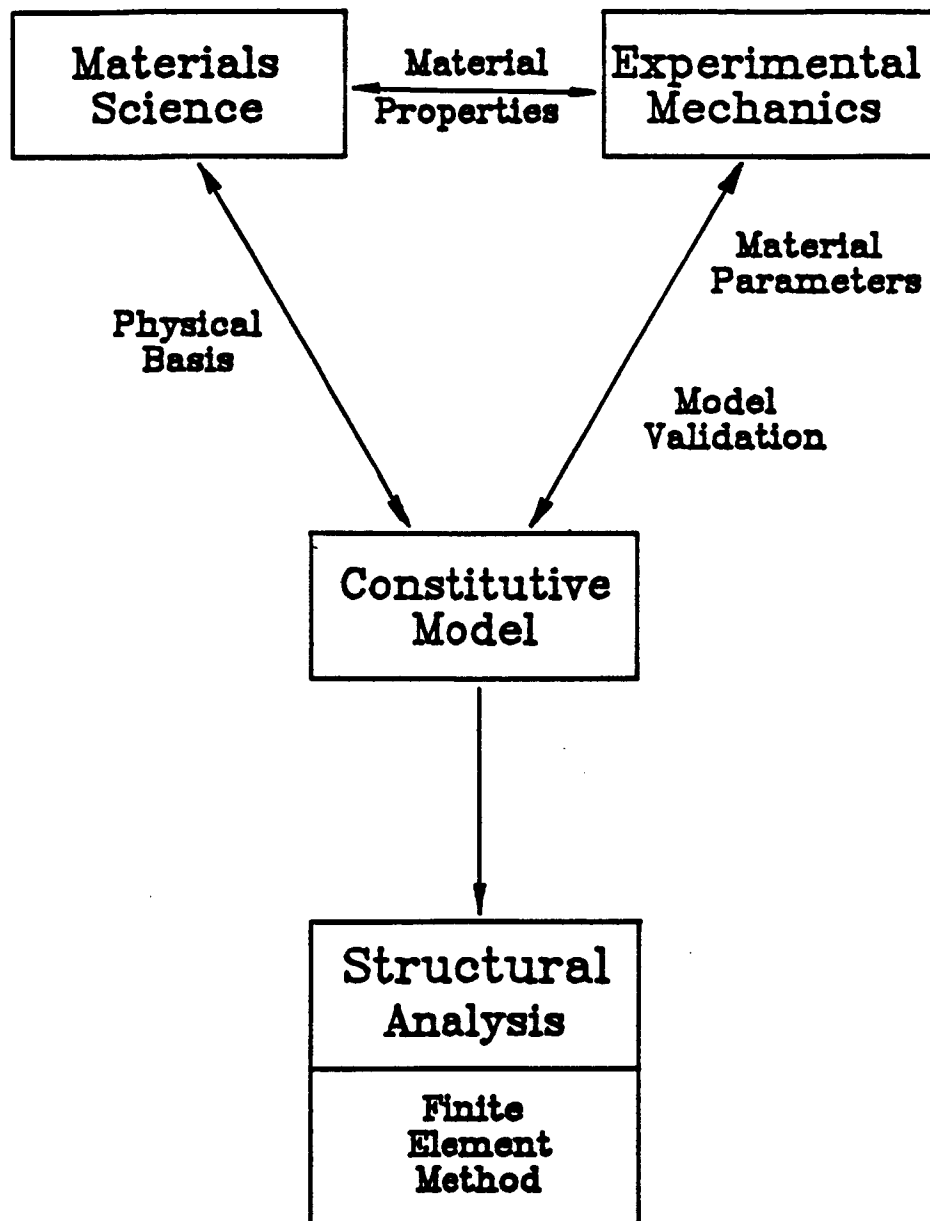 Materials
Science
Material
Properties
Experimental
Mechanics
Physical
Basis
Material
Parameters
Model
Validation
Constitutive
Model
Structural
Analysis
Finite
Element
Method